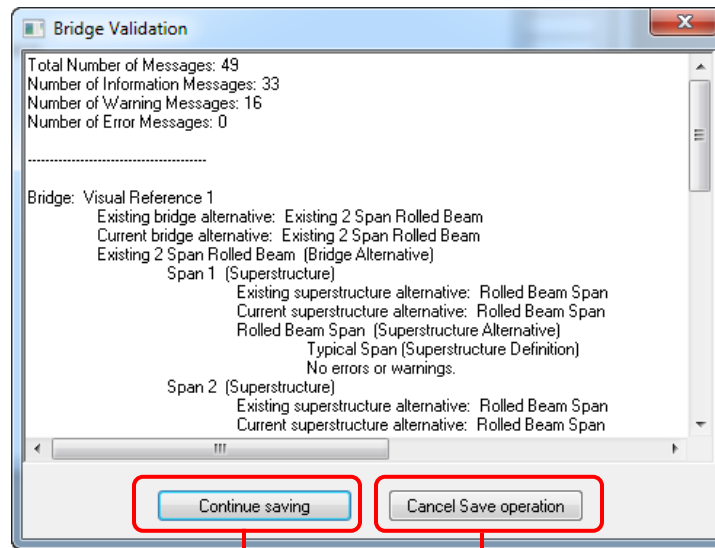 Bridge Validation
Total Number of Messages: 49
Number of Information Messages: 33
Number of Warning Messages: 16
Number of Error Messages: 0
----------------------------------------
Bridge: Visual Reference 1
Existing bridge alternative: Existing 2 Span Rolled Beam
Current bridge alternative: Existing 2 Span Rolled Beam
Existing 2 Span Rolled Beam (Bridge Alternative)
Span 1 (Superstructure)
Existing superstructure alternative: Rolled Beam Span
Current superstructure alternative: Rolled Beam Span
Rolled Beam Span (Superstructure Alternative)
Typical Span (Superstructure Definition)
No errors or warnings.
Span 2 (Superstructure)
Existing superstructure alternative: Rolled Beam Span
Current superstructure alternative: Rolled Beam Span
Continue saving
Cancel Save operation